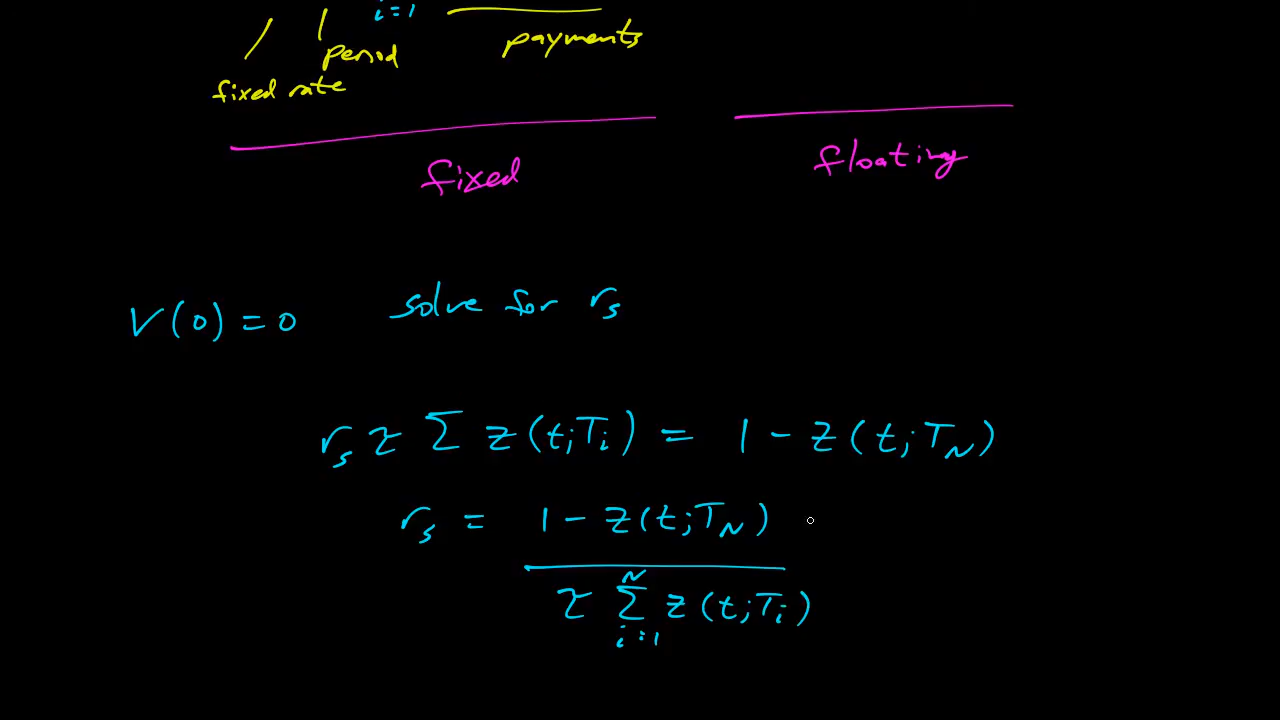 i=1
period payments
fixed rate
fixed floating
V(0) = 0 solve for r_s
r_s τ Σ Z(t;T_i) = 1 - Z(t;T_N)
r_s = 1 - Z(t;T_N)
τ Σ_{i=1}^{N} Z(t;T_i)